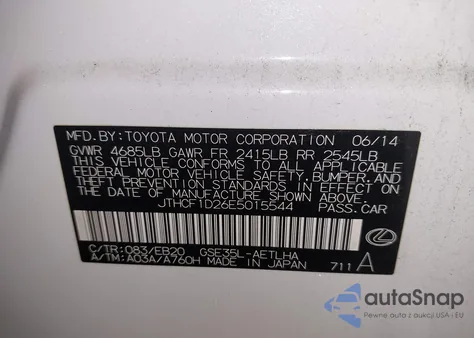 MFD.BY:TOYOTA MOTOR CORPORATION 06/14
GVWR 4685LB GAWR FR 2415LB RR 2545LB
THIS VEHICLE CONFORMS TO ALL APPLICABLE
FEDERAL MOTOR VEHICLE SAFETY,BUMPER,AND
THEFT PREVENTION STANDARDS IN EFFECT ON
THE DATE OF MANUFACTURE SHOWN ABOVE.
JTHCF1D26E5015544 PASS.CAR
C/TR:083/EB20 GSE35L-AETLHA
A/TM:A03A/A760H MADE IN JAPAN 711 A
autoSnap
Pewne auto z USA - EU